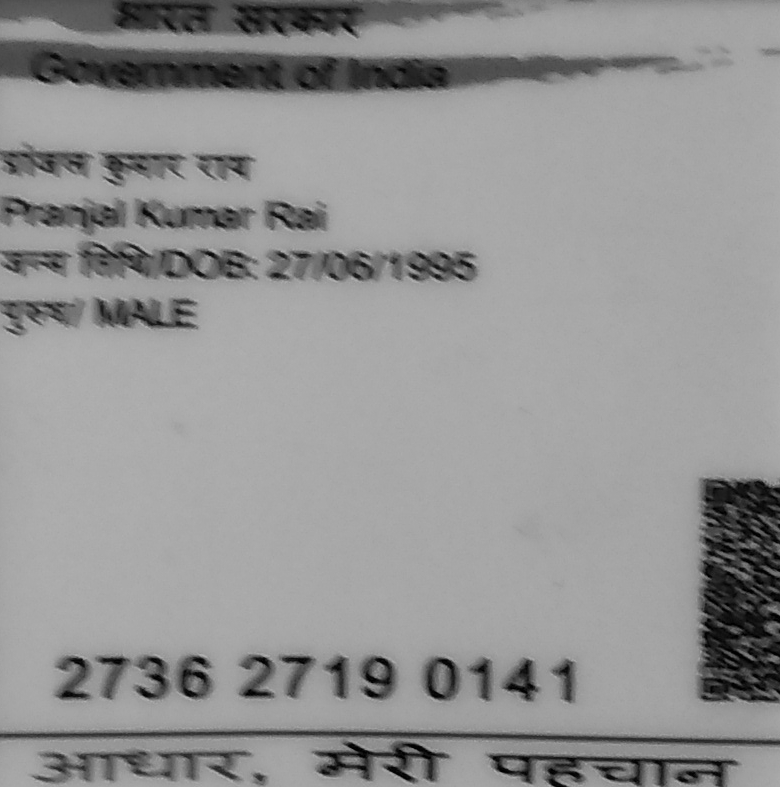 भारत सरकार
Government of India
प्रांजल कुमार राय
Pranjal Kumar Rai
जन्म तिथि/DOB: 27/06/1995
पुरुष/ MALE
2736 2719 0141
आधार, मेरी पहचान